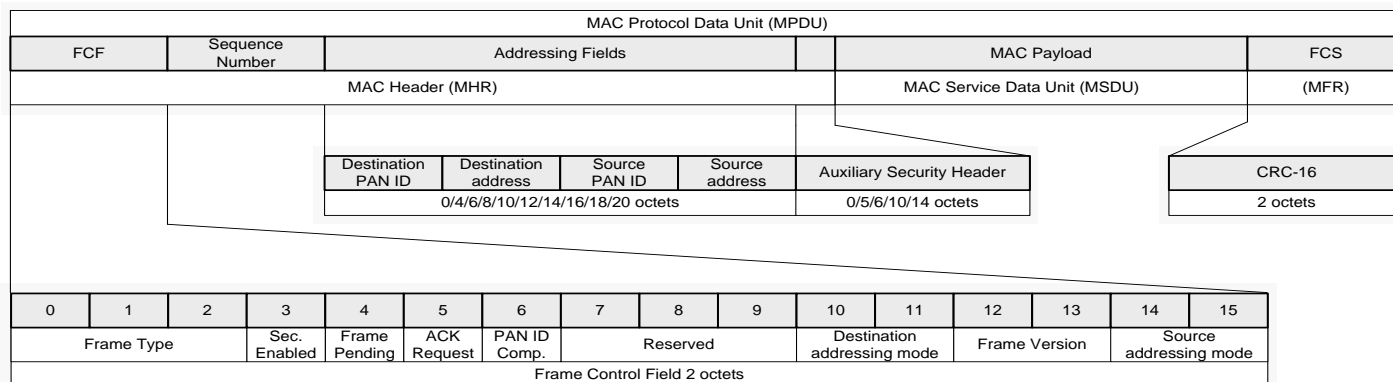 MAC Protocol Data Unit (MPDU)
FCF
Sequence
Number
Addressing Fields
MAC Payload
FCS
MAC Header (MHR)
MAC Service Data Unit (MSDU)
(MFR)
Destination
PAN ID
Destination
address
Source
PAN ID
Source
address
Auxiliary Security Header
CRC-16
0/4/6/8/10/12/14/16/18/20 octets
0/5/6/10/14 octets
2 octets
0 1 2 3 4 5 6 7 8 9 10 11 12 13 14 15
Frame Type
Sec.
Enabled
Frame
Pending
ACK
Request
PAN ID
Comp.
Reserved
Destination
addressing mode
Frame Version
Source
addressing mode
Frame Control Field 2 octets